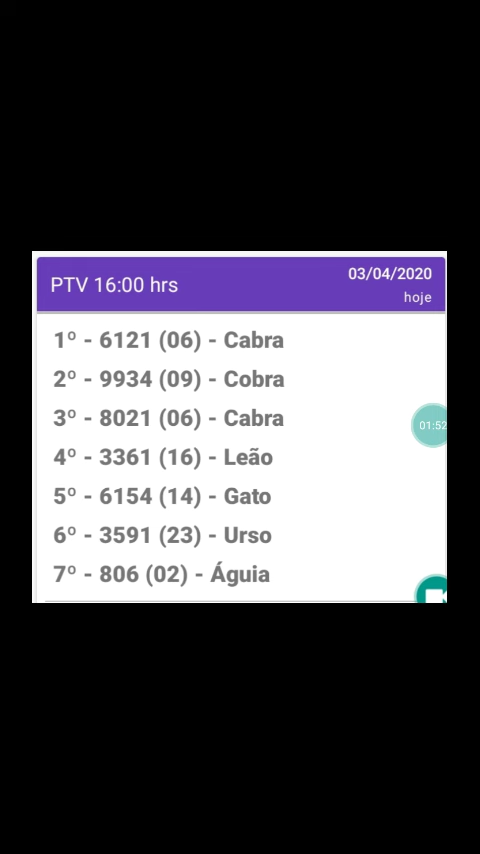 PTV 16:00 hrs
03/04/2020
hoje
1º - 6121 (06) - Cabra
2º - 9934 (09) - Cobra
3º - 8021 (06) - Cabra
01:52
4º - 3361 (16) - Leão
5º - 6154 (14) - Gato
6º - 3591 (23) - Urso
7º - 806 (02) - Águia